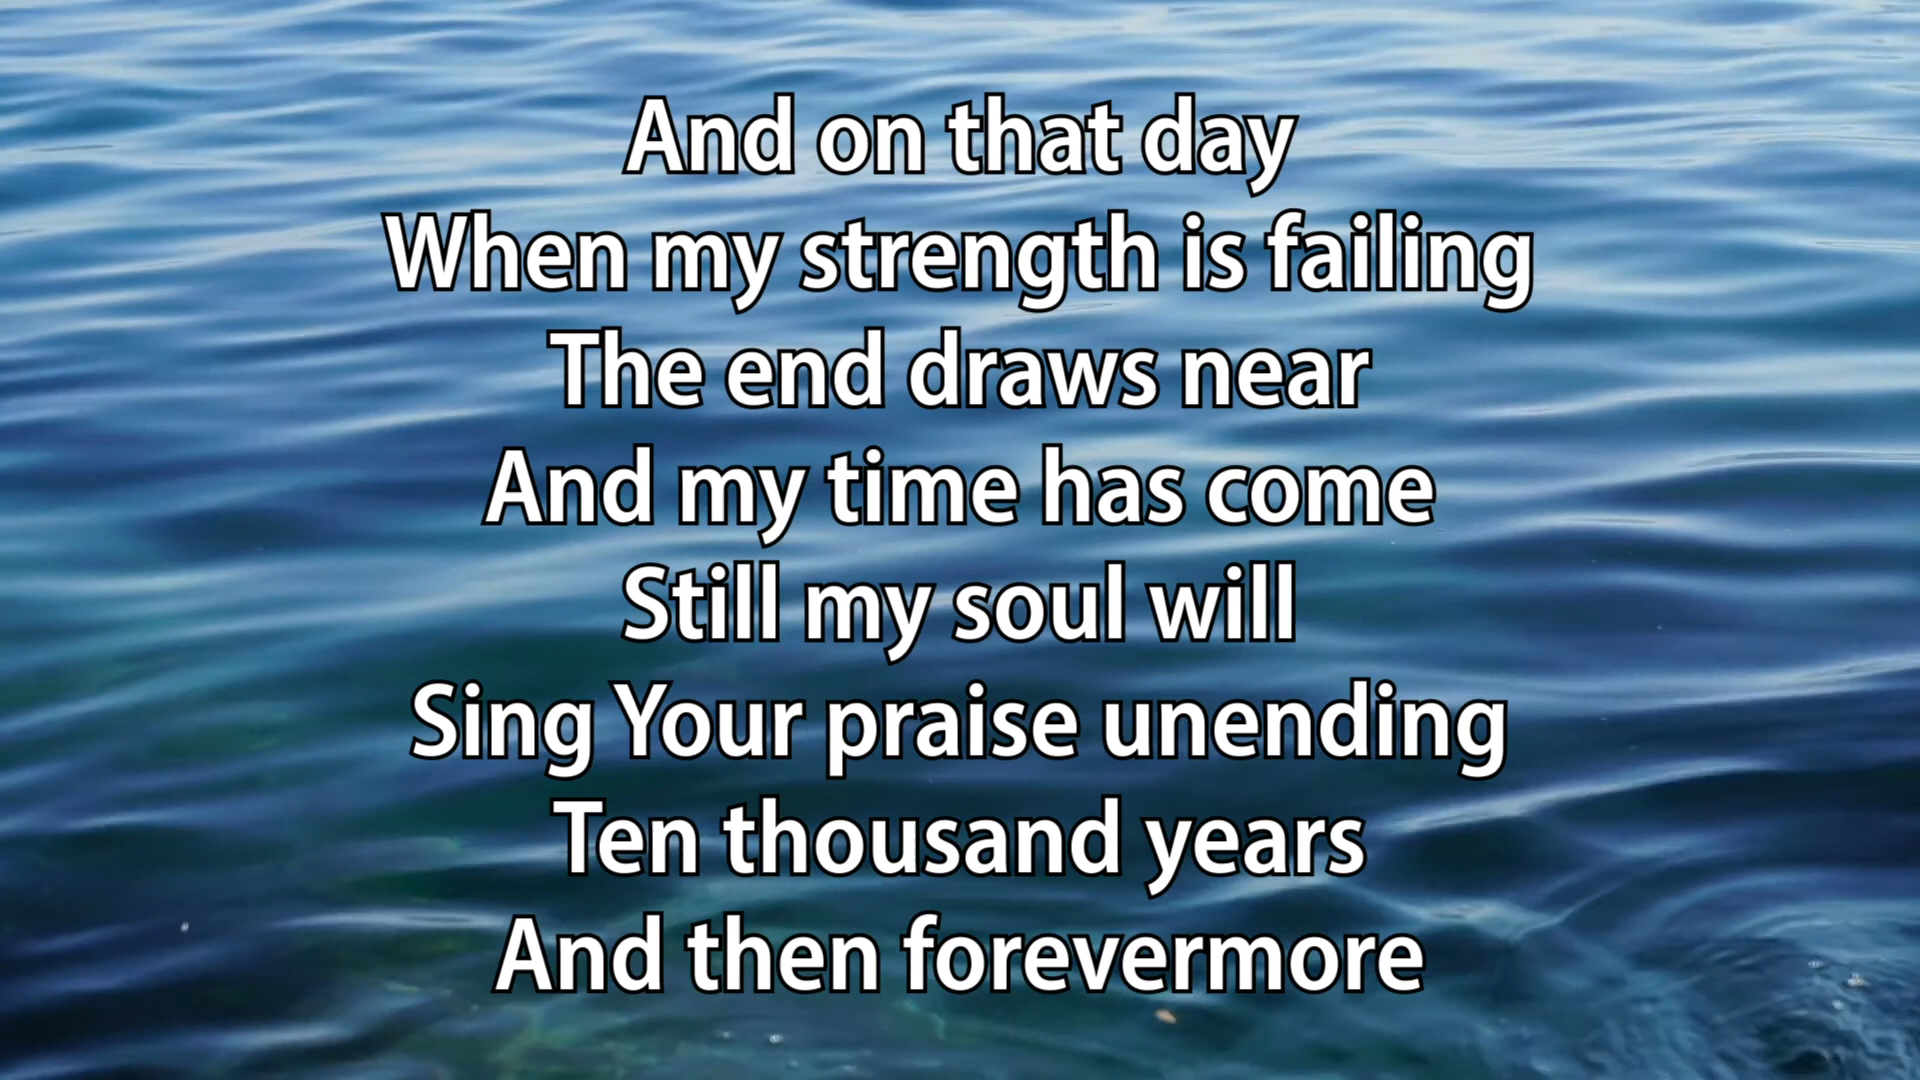 And on that day
When my strength is failing
The end draws near
And my time has come
Still my soul will
Sing Your praise unending
Ten thousand years
And then forevermore